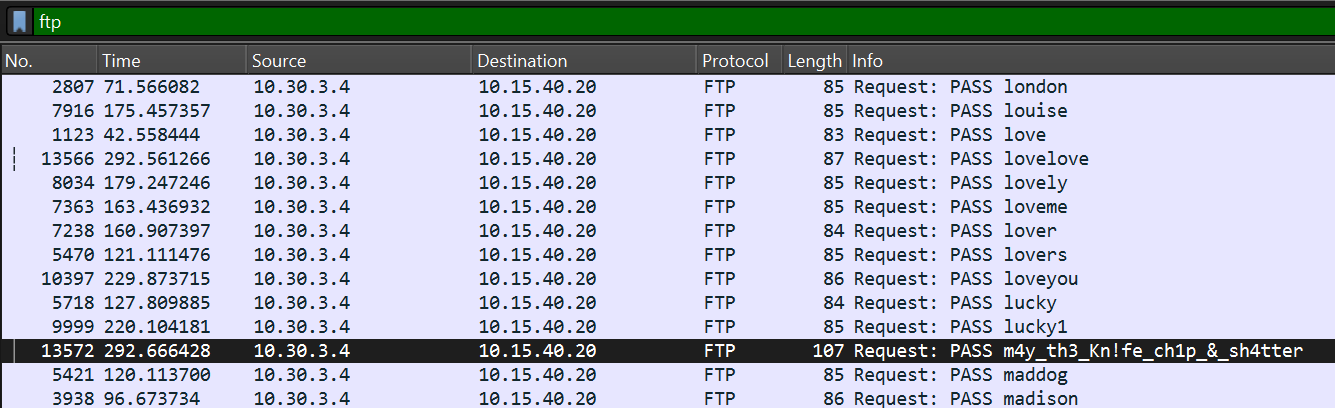 ftp
No. Time Source Destination Protocol Length Info
2807 71.566082 10.30.3.4 10.15.40.20 FTP 85 Request: PASS london
7916 175.457357 10.30.3.4 10.15.40.20 FTP 85 Request: PASS louise
1123 42.558444 10.30.3.4 10.15.40.20 FTP 83 Request: PASS love
13566 292.561266 10.30.3.4 10.15.40.20 FTP 87 Request: PASS lovelove
8034 179.247246 10.30.3.4 10.15.40.20 FTP 85 Request: PASS lovely
7363 163.436932 10.30.3.4 10.15.40.20 FTP 85 Request: PASS loveme
7238 160.907397 10.30.3.4 10.15.40.20 FTP 84 Request: PASS lover
5470 121.111476 10.30.3.4 10.15.40.20 FTP 85 Request: PASS lovers
10397 229.873715 10.30.3.4 10.15.40.20 FTP 86 Request: PASS loveyou
5718 127.809885 10.30.3.4 10.15.40.20 FTP 84 Request: PASS lucky
9999 220.104181 10.30.3.4 10.15.40.20 FTP 85 Request: PASS lucky1
13572 292.666428 10.30.3.4 10.15.40.20 FTP 107 Request: PASS m4y_th3_Kn!fe_ch1p_&_sh4tter
5421 120.113700 10.30.3.4 10.15.40.20 FTP 85 Request: PASS maddog
3938 96.673734 10.30.3.4 10.15.40.20 FTP 86 Request: PASS madison